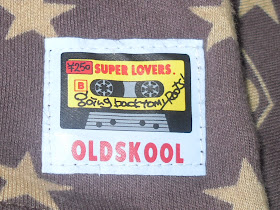 ¥250 SUPER LOVERS.
B
going back to my Roots
OLDSKOOL